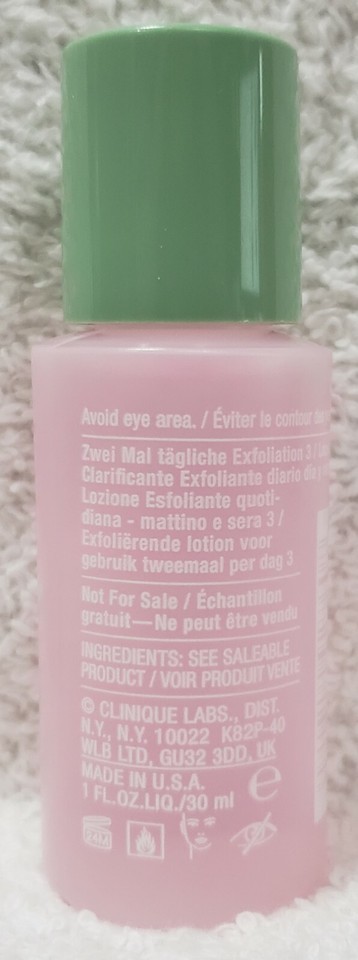 Avoid eye area. / Éviter le contour
Zwei Mal tägliche Exfoliation 3 /
Clarificante Exfoliante diario día
Lozione Esfoliante quoti-
diana - mattino e sera 3 /
Exfoliërende lotion voor
gebruik tweemaal per dag 3
Not For Sale / Échantillon
gratuit—Ne peut être vendu
INGREDIENTS: SEE SALEABLE
PRODUCT / VOIR PRODUIT VENTE
© CLINIQUE LABS., DIST.
N.Y., N.Y. 10022 K82P-40
WLB LTD, GU32 3DD, UK
MADE IN U.S.A.
1 FL.OZ.LIQ./30 ml e
24M